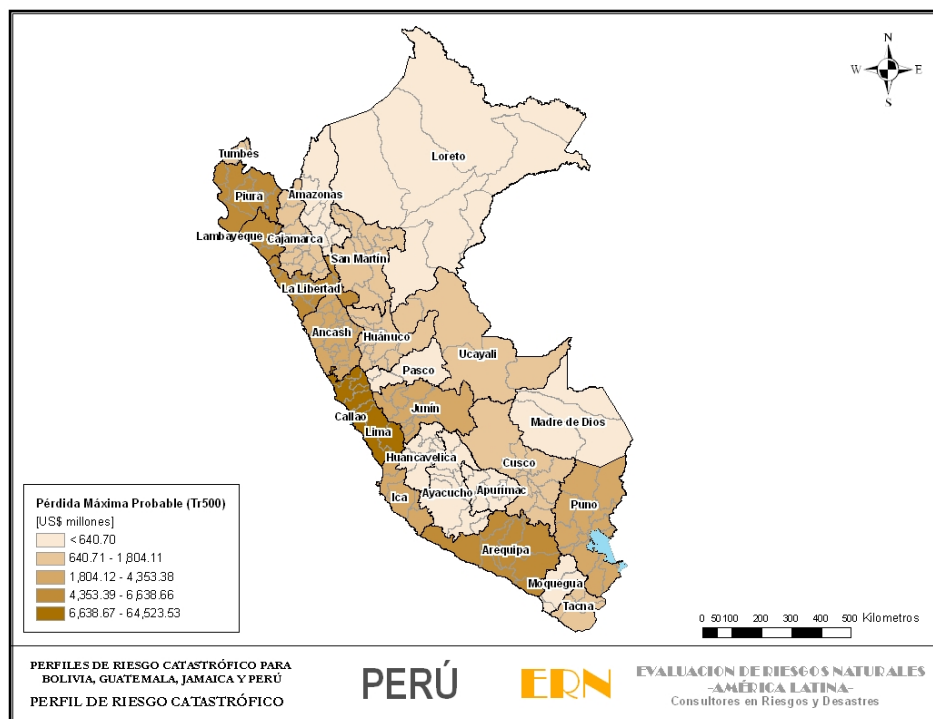 N
W E
S
Tumbes
Loreto
Piura
Amazonas
Lambayeque
Cajamarca
San Martín
La Libertad
Ancash
Huánuco
Ucayali
Pasco
Callao
Junín
Lima
Madre de Dios
Huancavelica
Cusco
Ica
Ayacucho
Apurímac
Puno
Arequipa
Moquegua
Tacna
Pérdida Máxima Probable (Tr500)
[US$ millones]
< 640.70
640.71 - 1,804.11
1,804.12 - 4,353.38
4,353.39 - 6,638.66
6,638.67 - 64,523.53
0 50 100 200 300 400 500 Kilometros
PERFILES DE RIESGO CATASTRÓFICO PARA
BOLIVIA, GUATEMALA, JAMAICA Y PERÚ
PERFIL DE RIESGO CATASTRÓFICO
PERÚ
ERN
EVALUACION DE RIESGOS NATURALES
-AMÉRICA LATINA-
Consultores en Riesgos y Desastres